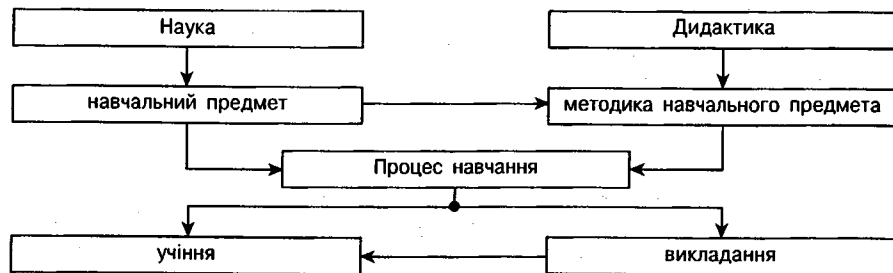 Наука
Дидактика
навчальний предмет
методика навчального предмета
Процес навчання
учіння
викладання